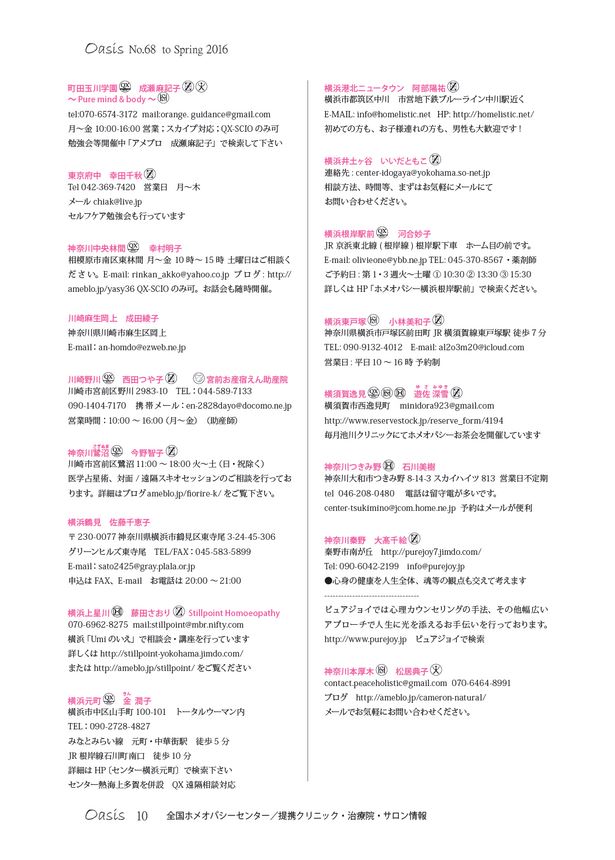 Oasis No.68 to Spring 2016
町田玉川学園 QX 成瀬麻記子
～ Pure mind & body ～
tel:070-6574-3172 mail:orange. guidance@gmail.com
月～金 10:00-16:00 営業；スカイプ対応；QX-SCIO のみ可
勉強会等開催中「アメブロ 成瀬麻記子」で検索して下さい
東京府中 幸田千秋
Tel 042-369-7420 営業日 月～木
メール chiak@live.jp
セルフケア勉強会も行っています
神奈川中央林間 QX 幸村明子
相模原市南区東林間 月～金 10 時～ 15 時 土曜日はご相談く
ださい。E-mail: rinkan_akko@yahoo.co.jp ブログ : http://
ameblo.jp/yasy36 QX-SCIO のみ可。お話会も随時開催。
川崎麻生岡上 成田綾子
神奈川県川崎市麻生区岡上
E-mail：an-homdo@ezweb.ne.jp
川崎野川 QX 西田つや子 宮前お産宿えん助産院
川崎市宮前区野川 2983-10 TEL：044-589-7133
090-1404-7170 携帯メール：en-2828dayo@docomo.ne.jp
営業時間：10:00 ～ 16:00（月～金）（助産師）
さぎぬま
神奈川鷺沼 QX 今野智子
川崎市宮前区鷺沼 11:00 ～ 18:00 火～土（日・祝除く）
医学占星術、対面 / 遠隔スキオセッションのご相談を行ってお
ります。詳細はブログ ameblo.jp/fiorire-k/ をご覧下さい。
横浜鶴見 佐藤千恵子
〒 230-0077 神奈川県横浜市鶴見区東寺尾 3-24-45-306
グリーンヒルズ東寺尾 TEL/FAX：045-583-5899
E-mail：sato2425@gray.plala.or.jp
申込は FAX、E-mail お電話は 20:00 ～ 21:00
横浜上星川 藤田さおり Stillpoint Homoeopathy
070-6962-8275 mail:stillpoint@mbr.nifty.com
横浜「Umi のいえ」で相談会・講座を行っています
詳しくは http://stillpoint-yokohama.jimdo.com/
または http://ameblo.jp/stillpoint/ をご覧ください
きん
横浜元町 QX 金 潤子
横浜市中区山手町 100-101 トータルウーマン内
TEL：090-2728-4827
みなとみらい線 元町・中華街駅 徒歩 5 分
JR 根岸線石川町南口 徒歩 10 分
詳細は HP〔センター横浜元町〕で検索下さい
センター熱海上多賀を併設 QX 遠隔相談対応
横浜港北ニュータウン 阿部陽祐
横浜市都筑区中川 市営地下鉄ブルーライン中川駅近く
E-MAIL: info@homelistic.net HP: http://homelistic.net/
初めての方も、お子様連れの方も、男性も大歓迎です！
横浜井土ヶ谷 いいだともこ
連絡先 : center-idogaya@yokohama.so-net.jp
相談方法、時間等、まずはお気軽にメールにて
お問い合わせください。
横浜根岸駅前 QX 河合妙子
JR 京浜東北線 ( 根岸線 ) 根岸駅下車 ホーム目の前です。
E-mail: olivieone@ybb.ne.jp TEL: 045-370-8567・薬剤師
ご予約日 : 第 1・3 週火～土曜 ① 10:30 ② 13:30 ③ 15:30
詳しくは HP「ホメオパシー横浜根岸駅前」で検索ください。
横浜東戸塚 小林美和子
神奈川県横浜市戸塚区前田町 JR 横須賀線東戸塚駅 徒歩 7 分
TEL: 090-9132-4012 E-mail: al2o3m20@icloud.com
営業日 : 平日 10 ～ 16 時 予約制
ゆ さ みゆき
横須賀逸見 QX 遊佐 深雪
横須賀市西逸見町 minidora923@gmail.com
http://www.reservestock.jp/reserve_form/4194
毎月池川クリニックにてホメオパシーお茶会を開催しています
神奈川つきみ野 石川美樹
神奈川大和市つきみ野 8-14-3 スカイハイツ 813 営業日不定期
tel 046-208-0480 電話は留守電が多いです。
center-tsukimino@jcom.home.ne.jp 予約はメールが便利
神奈川秦野 大髙千絵
秦野市南が丘 http://purejoy7.jimdo.com/
Tel: 090-6042-2199 info@purejoy.jp
●心身の健康を人生全体、魂等の観点も交えて考えます
----------------------------------
ピュアジョイでは心理カウンセリングの手法、その他幅広い
アプローチで人生に光を添えるお手伝いを行っております。
http://www.purejoy.jp ピュアジョイで検索
神奈川本厚木 松居典子
contact.peaceholistic@gmail.com 070-6464-8991
ブログ http://ameblo.jp/cameron-natural/
メールでお気軽にお問い合わせください。
Oasis 10 全国ホメオパシーセンター／提携クリニック・治療院・サロン情報